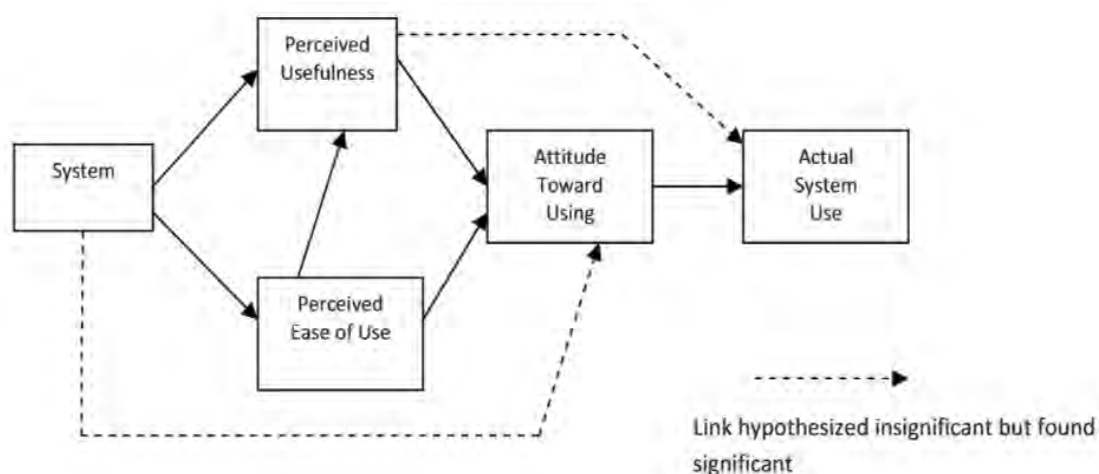 Perceived
Usefulness
System
Attitude
Toward
Using
Actual
System
Use
Perceived
Ease of Use
Link hypothesized insignificant but found
significant